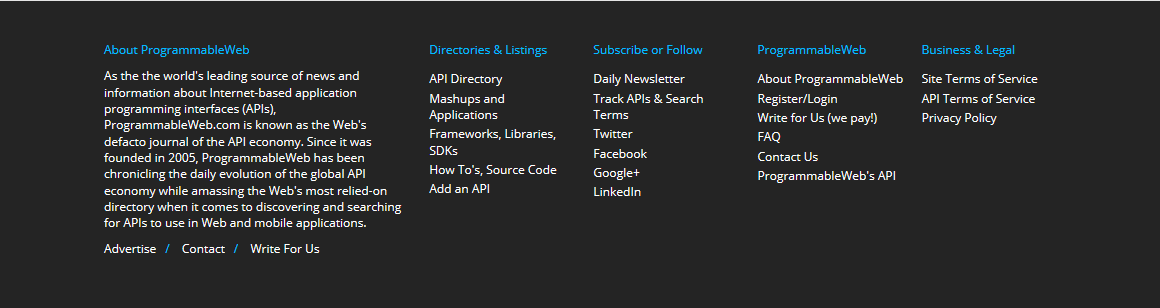 About ProgrammableWeb
As the the world's leading source of news and
information about Internet-based application
programming interfaces (APIs),
ProgrammableWeb.com is known as the Web's
defacto journal of the API economy. Since it was
founded in 2005, ProgrammableWeb has been
chronicling the daily evolution of the global API
economy while amassing the Web's most relied-on
directory when it comes to discovering and searching
for APIs to use in Web and mobile applications.
Advertise / Contact / Write For Us
Directories & Listings
API Directory
Mashups and
Applications
Frameworks, Libraries,
SDKs
How To's, Source Code
Add an API
Subscribe or Follow
Daily Newsletter
Track APIs & Search
Terms
Twitter
Facebook
Google+
LinkedIn
ProgrammableWeb
About ProgrammableWeb
Register/Login
Write for Us (we pay!)
FAQ
Contact Us
ProgrammableWeb's API
Business & Legal
Site Terms of Service
API Terms of Service
Privacy Policy